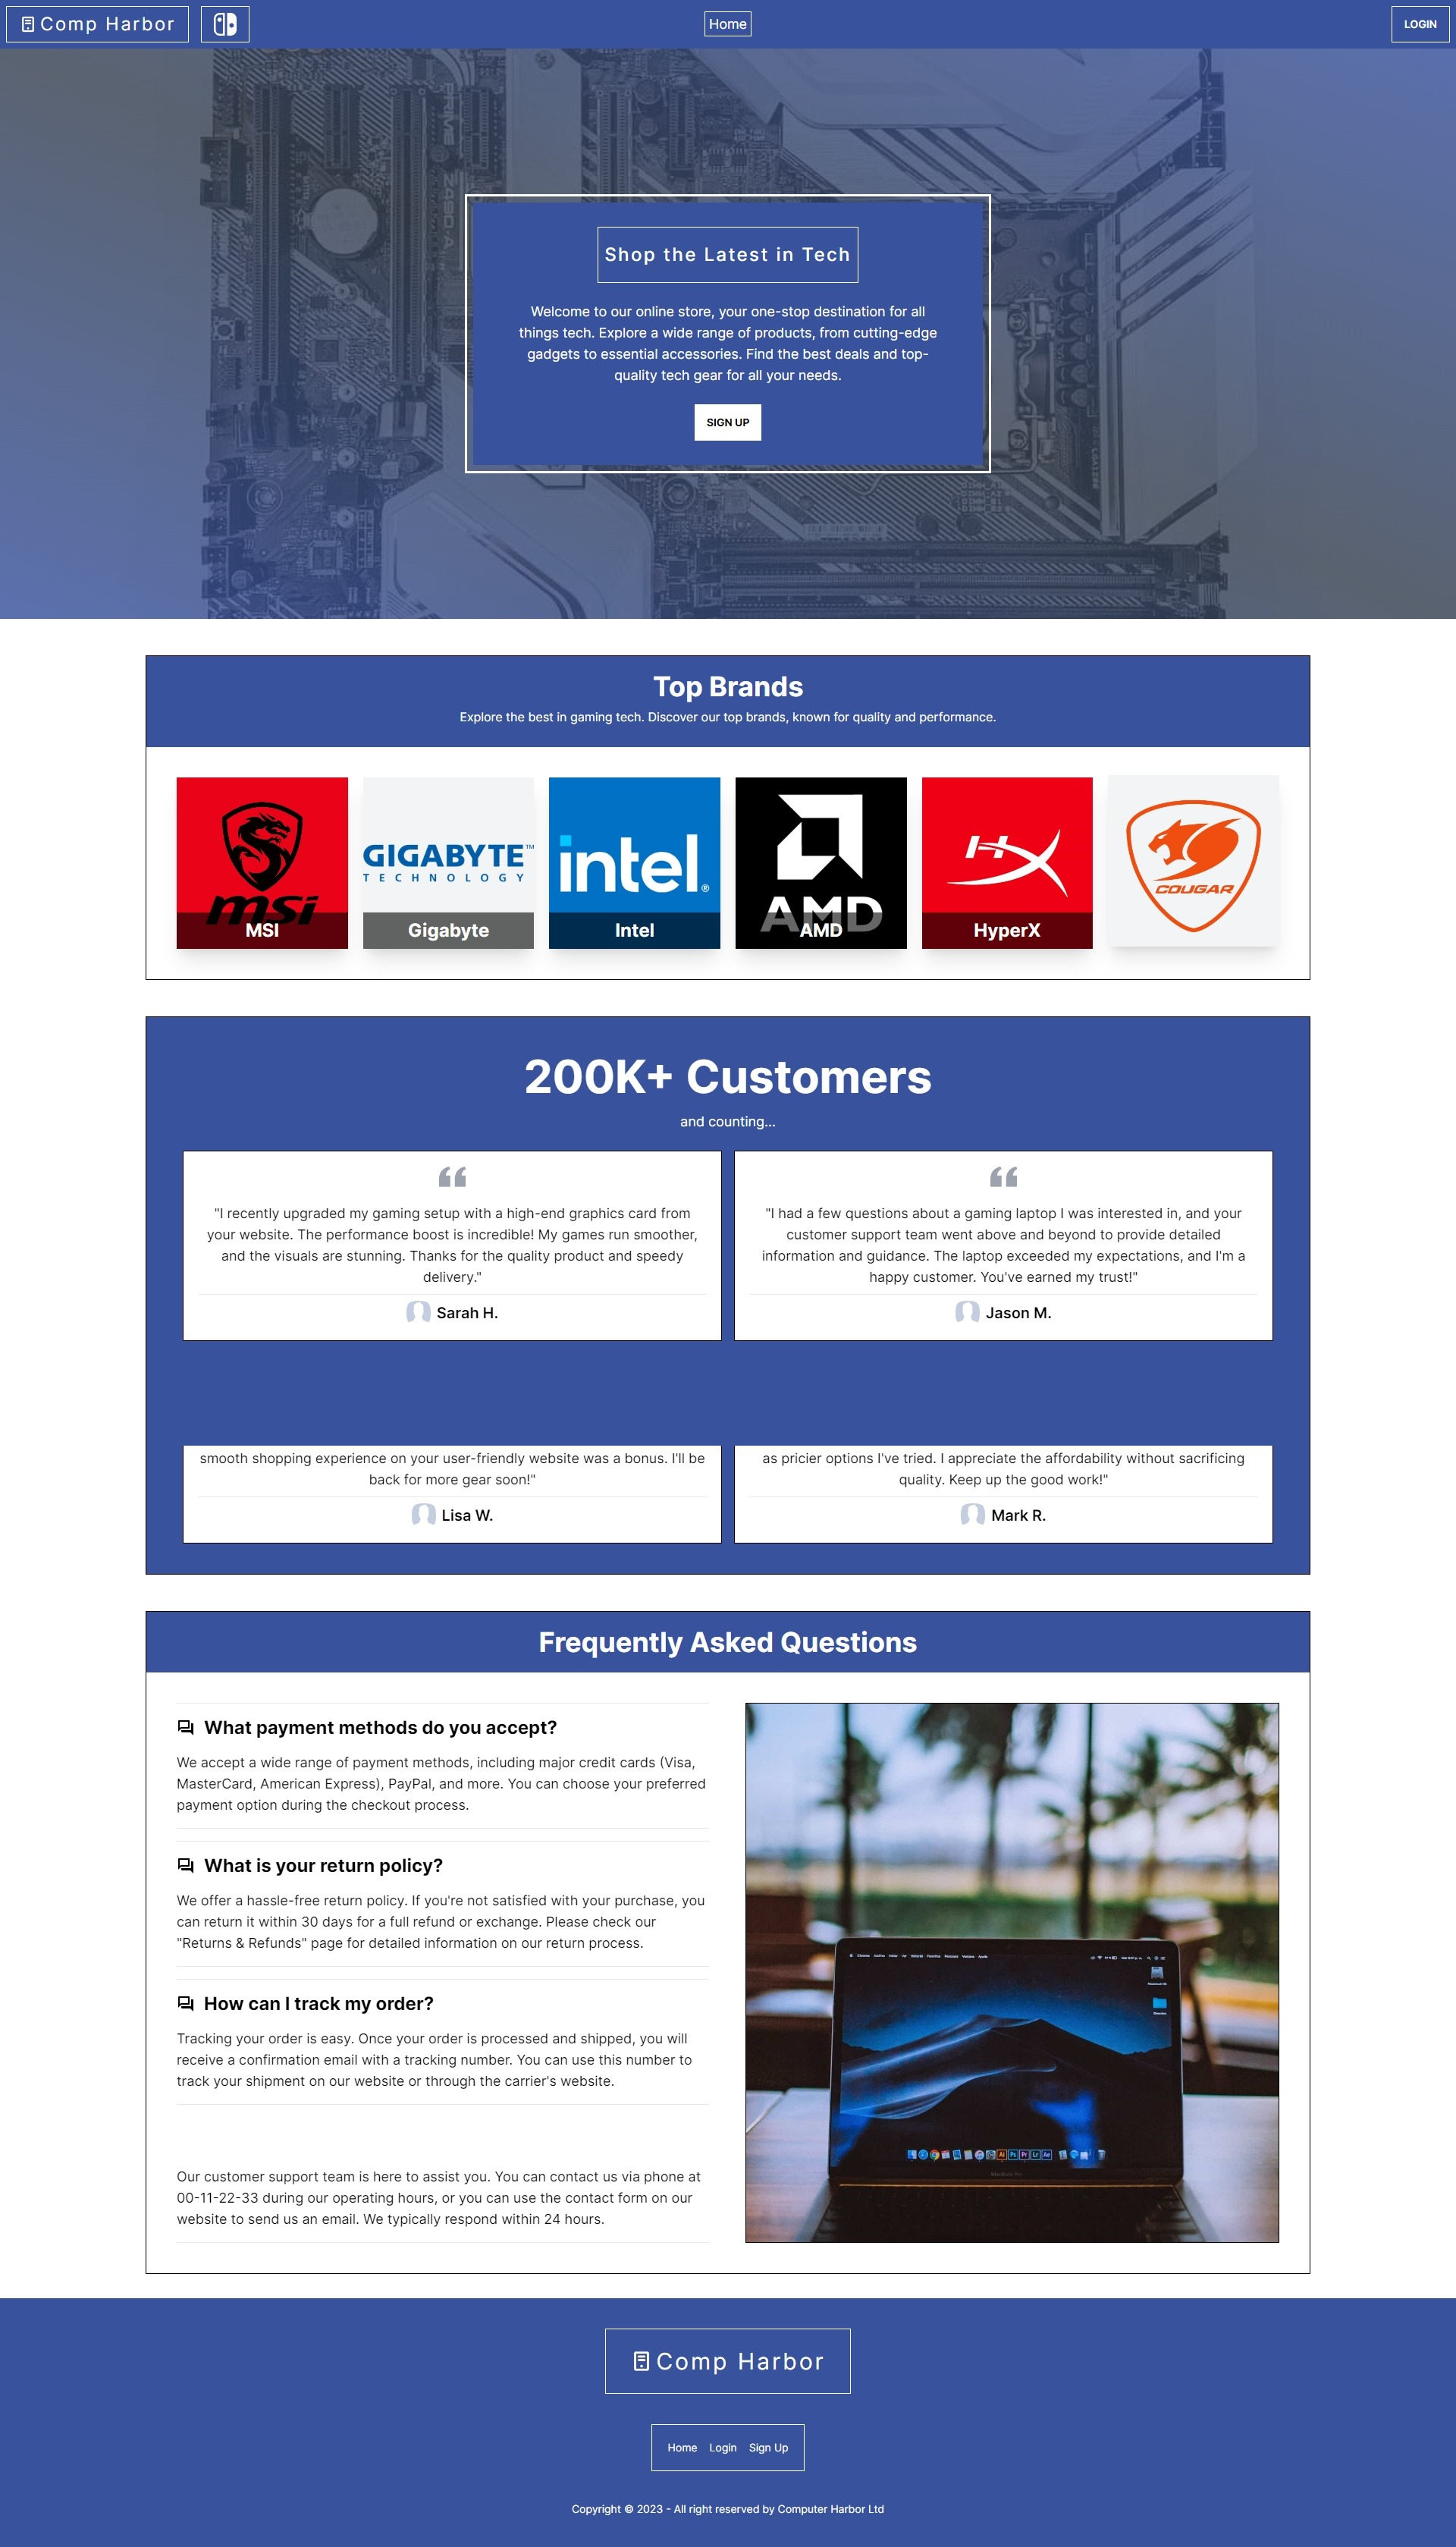 Comp Harbor
Home
LOGIN
Shop the Latest in Tech
Welcome to our online store, your one-stop destination for all
things tech. Explore a wide range of products, from cutting-edge
gadgets to essential accessories. Find the best deals and top-
quality tech gear for all your needs.
SIGN UP
Top Brands
Explore the best in gaming tech. Discover our top brands, known for quality and performance.
msi
MSI
GIGABYTE™
TECHNOLOGY
Gigabyte
intel®
Intel
AMD
AMD
HX
HyperX
COUGAR
200K+ Customers
and counting...
"I recently upgraded my gaming setup with a high-end graphics card from
your website. The performance boost is incredible! My games run smoother,
and the visuals are stunning. Thanks for the quality product and speedy
delivery."
Sarah H.
"I had a few questions about a gaming laptop I was interested in, and your
customer support team went above and beyond to provide detailed
information and guidance. The laptop exceeded my expectations, and I'm a
happy customer. You've earned my trust!"
Jason M.
smooth shopping experience on your user-friendly website was a bonus. I'll be
back for more gear soon!"
Lisa W.
as pricier options I've tried. I appreciate the affordability without sacrificing
quality. Keep up the good work!"
Mark R.
Frequently Asked Questions
What payment methods do you accept?
We accept a wide range of payment methods, including major credit cards (Visa,
MasterCard, American Express), PayPal, and more. You can choose your preferred
payment option during the checkout process.
What is your return policy?
We offer a hassle-free return policy. If you're not satisfied with your purchase, you
can return it within 30 days for a full refund or exchange. Please check our
"Returns & Refunds" page for detailed information on our return process.
How can I track my order?
Tracking your order is easy. Once your order is processed and shipped, you will
receive a confirmation email with a tracking number. You can use this number to
track your shipment on our website or through the carrier's website.
Our customer support team is here to assist you. You can contact us via phone at
00-11-22-33 during our operating hours, or you can use the contact form on our
website to send us an email. We typically respond within 24 hours.
Comp Harbor
Home Login Sign Up
Copyright © 2023 - All right reserved by Computer Harbor Ltd